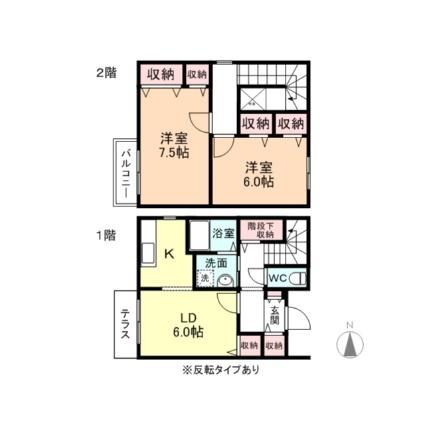 2階
収納
収納
収納
収納
洋室
7.5帖
洋室
6.0帖
バルコニー
1階
浴室
階段下
収納
K
洗面
洗
WC
LD
6.0帖
玄関
テラス
収納
収納
N
※反転タイプあり